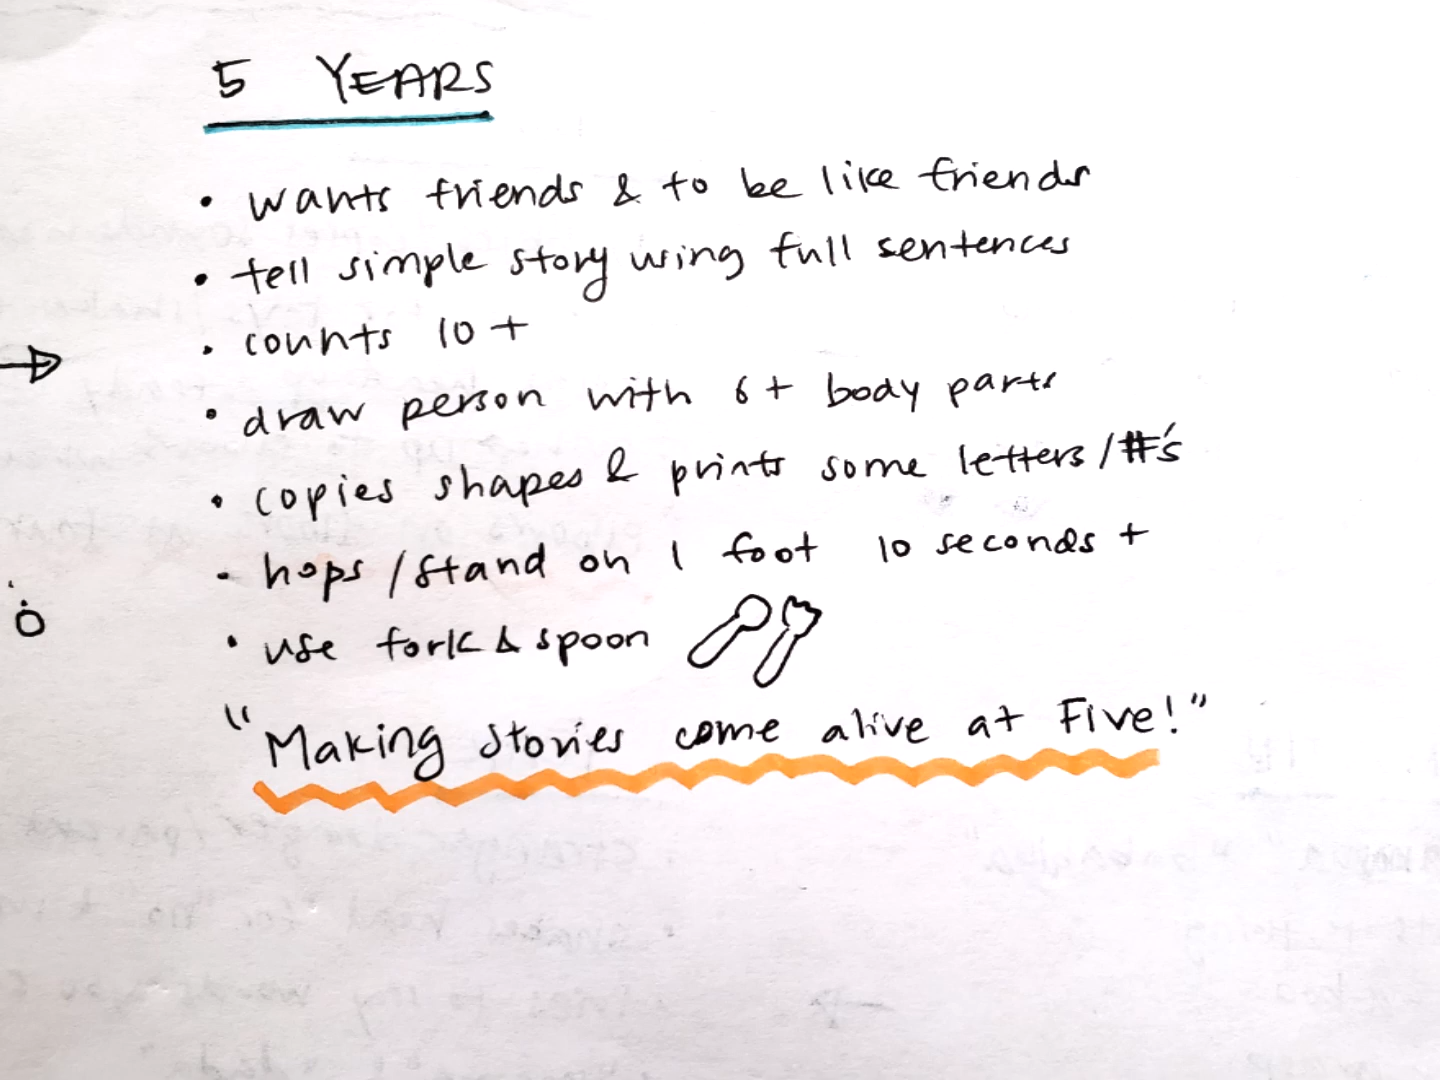 5 YEARS
• wants friends & to be like friends
• tell simple story using full sentences
• counts 10+
• draw person with 6+ body parts
• copies shapes & prints some letters/#'s
• hops/stand on 1 foot 10 seconds +
• use fork & spoon
"Making stories come alive at Five!"